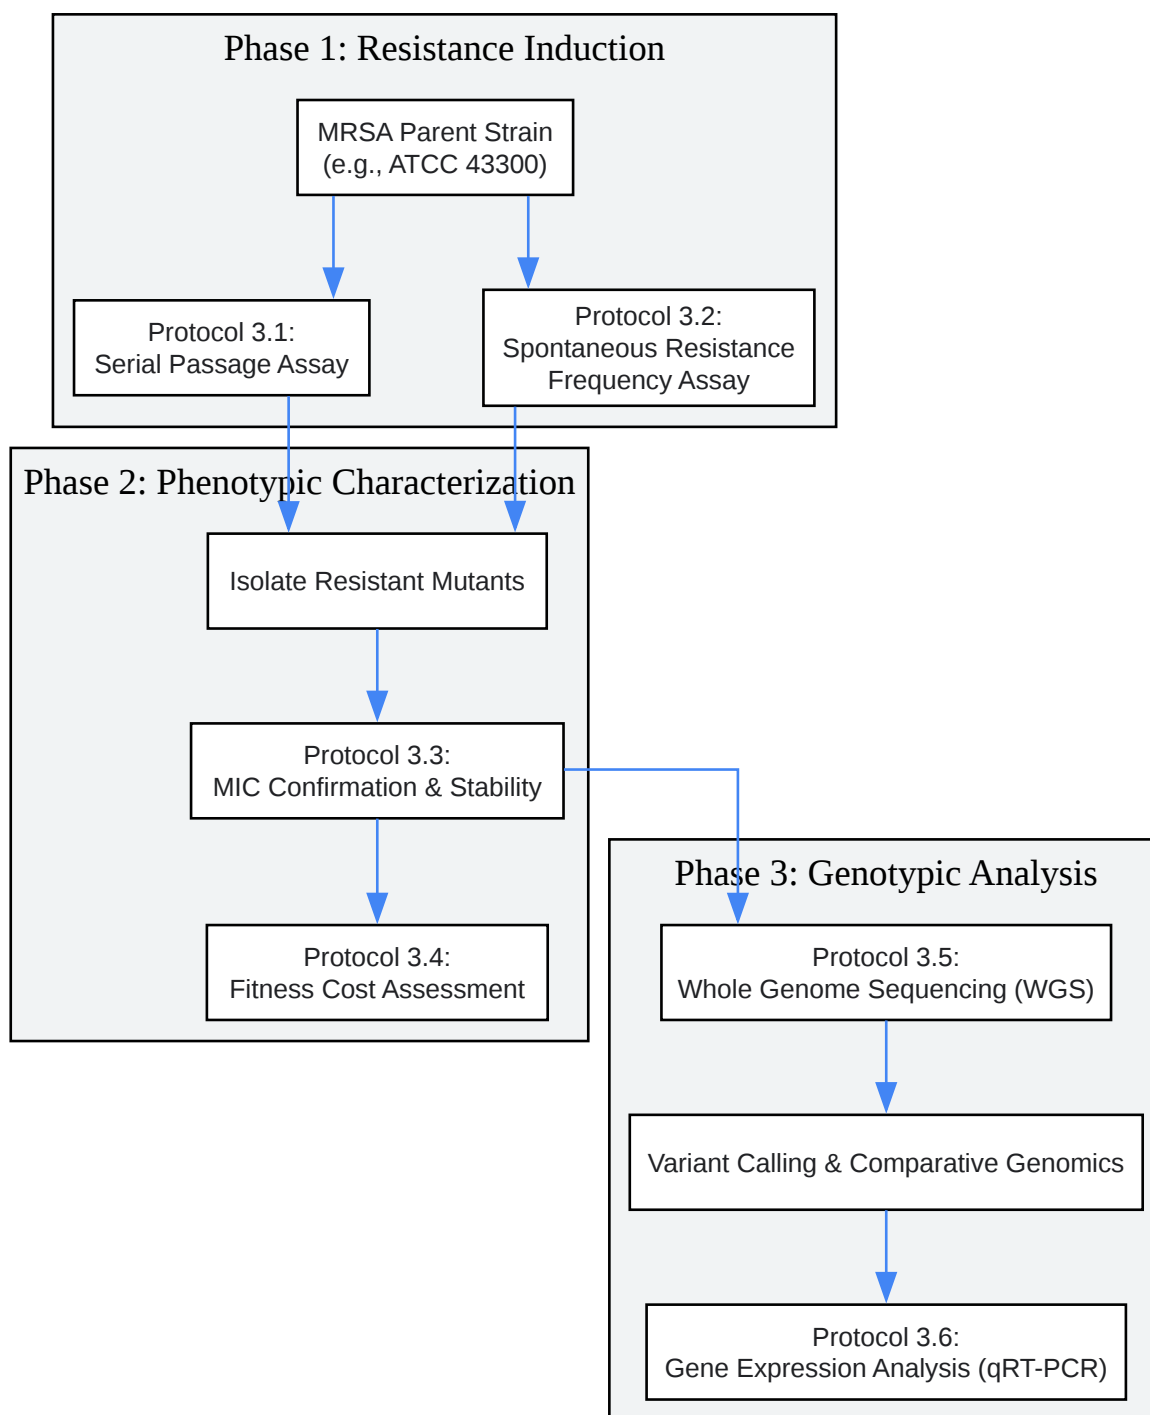 Phase 1: Resistance Induction
MRSA Parent Strain
(e.g., ATCC 43300)
Protocol 3.1:
Serial Passage Assay
Protocol 3.2:
Spontaneous Resistance
Frequency Assay
Phase 2: Phenotypic Characterization
Isolate Resistant Mutants
Protocol 3.3:
MIC Confirmation & Stability
Protocol 3.4:
Fitness Cost Assessment
Phase 3: Genotypic Analysis
Protocol 3.5:
Whole Genome Sequencing (WGS)
Variant Calling & Comparative Genomics
Protocol 3.6:
Gene Expression Analysis (qRT-PCR)